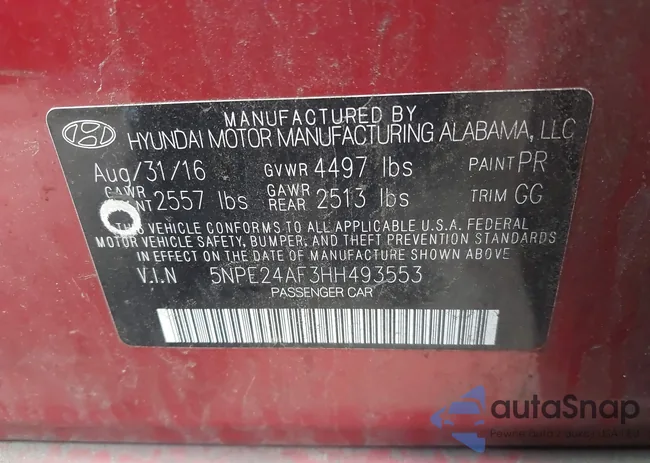 MANUFACTURED BY
HYUNDAI MOTOR MANUFACTURING ALABAMA, LLC
Aug/31/16 GVWR 4497 lbs PAINT PR
GAWR 2557 lbs GAWR REAR 2513 lbs TRIM GG
THIS VEHICLE CONFORMS TO ALL APPLICABLE U.S.A. FEDERAL
MOTOR VEHICLE SAFETY, BUMPER, AND THEFT PREVENTION
STANDARDS IN EFFECT ON THE DATE OF MANUFACTURE SHOWN ABOVE
V.I.N 5NPE24AF3HH493553
PASSENGER CAR
autoSnap